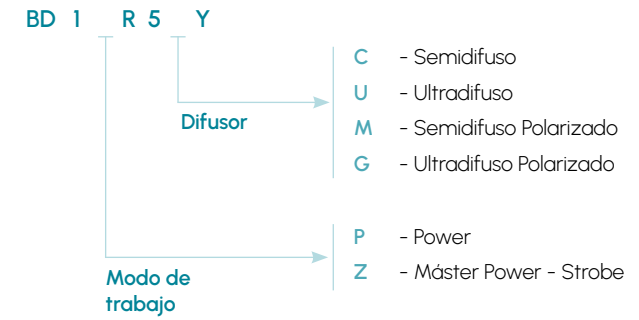 BD 1 _ R 5 _ Y
C - Semidifuso
U - Ultradifuso
Difusor
M - Semidifuso Polarizado
G - Ultradifuso Polarizado
P - Power
Z - Máster Power - Strobe
Modo de
trabajo